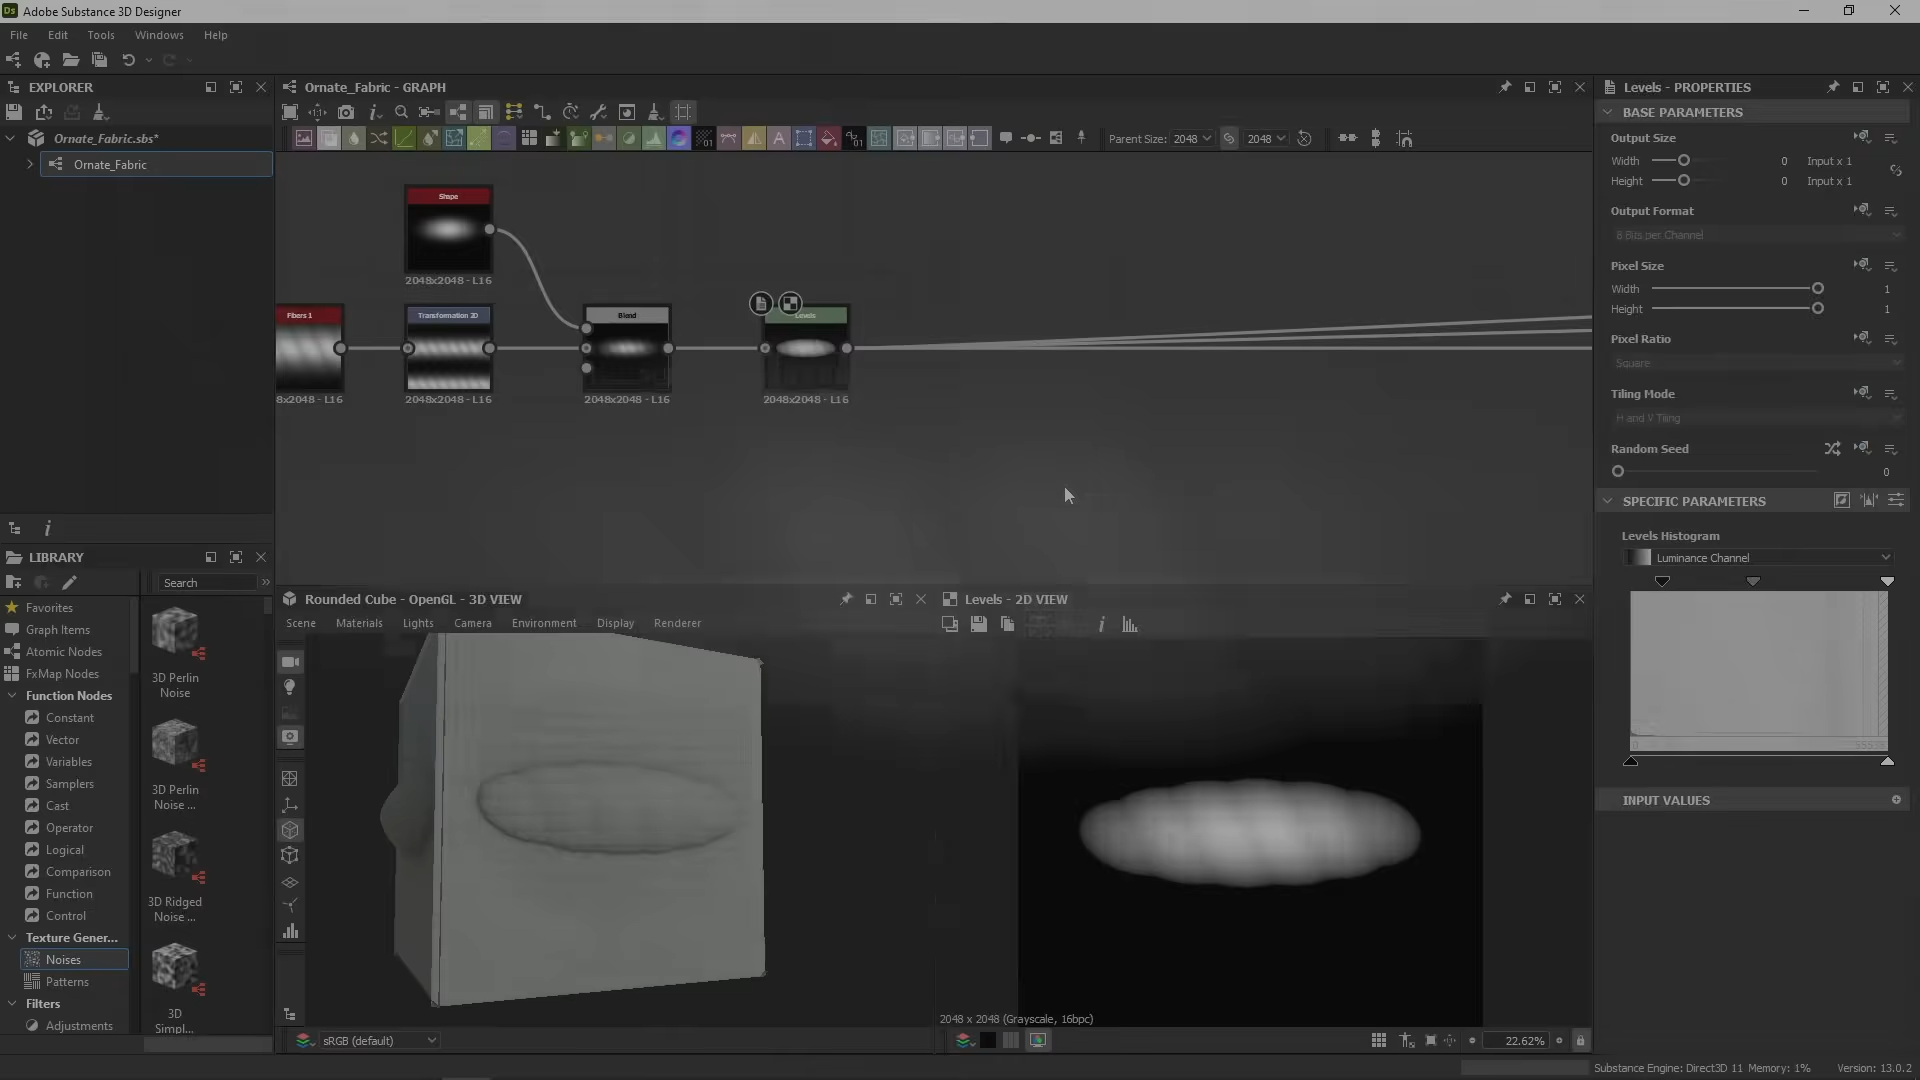 Ds Adobe Substance 3D Designer
File Edit Tools Windows Help
EXPLORER
Ornate_Fabric.sbs*
Ornate_Fabric
Ornate_Fabric - GRAPH
Parent Size: 2048 2048
Shape
2048x2048 - L16
Fibers 1
8x2048 - L16
Transformation 2D
2048x2048 - L16
Blend
2048x2048 - L16
Levels
2048x2048 - L16
LIBRARY
Search
Favorites
Graph Items
Atomic Nodes
FxMap Nodes
Function Nodes
Constant
Vector
Variables
Samplers
Cast
Operator
Logical
Comparison
Function
Control
Texture Gener...
Noises
Patterns
Filters
Adjustments
3D Perlin
Noise
3D Perlin
Noise ...
3D Ridged
Noise ...
3D
Simpl...
Rounded Cube - OpenGL - 3D VIEW
Scene Materials Lights Camera Environment Display Renderer
sRGB (default)
Levels - 2D VIEW
2048 x 2048 (Grayscale, 16bpc)
22.62%
Levels - PROPERTIES
BASE PARAMETERS
Output Size
Width 0 Input x 1
Height 0 Input x 1
Output Format
8 Bits per Channel
Pixel Size
Width 1
Height 1
Pixel Ratio
Square
Tiling Mode
H and V Tiling
Random Seed
0
SPECIFIC PARAMETERS
Levels Histogram
Luminance Channel
INPUT VALUES
Substance Engine: Direct3D 11 Memory: 1% Version: 13.0.2